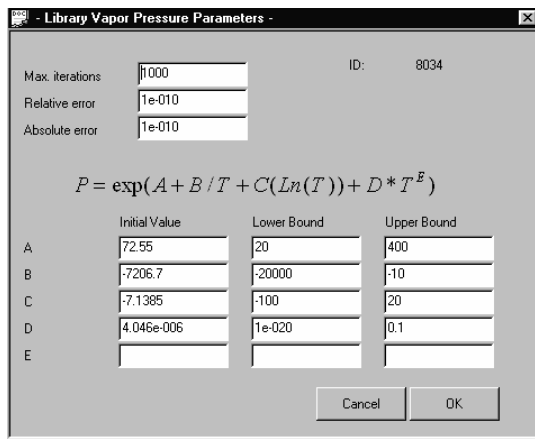 - Library Vapor Pressure Parameters -
Max. iterations 1000 ID: 8034
Relative error 1e-010
Absolute error 1e-010
P = exp(A + B / T + C(Ln(T)) + D * T^E)
Initial Value Lower Bound Upper Bound
A 72.55 20 400
B -7206.7 -20000 -10
C -7.1385 -100 20
D 4.046e-006 1e-020 0.1
E
Cancel OK